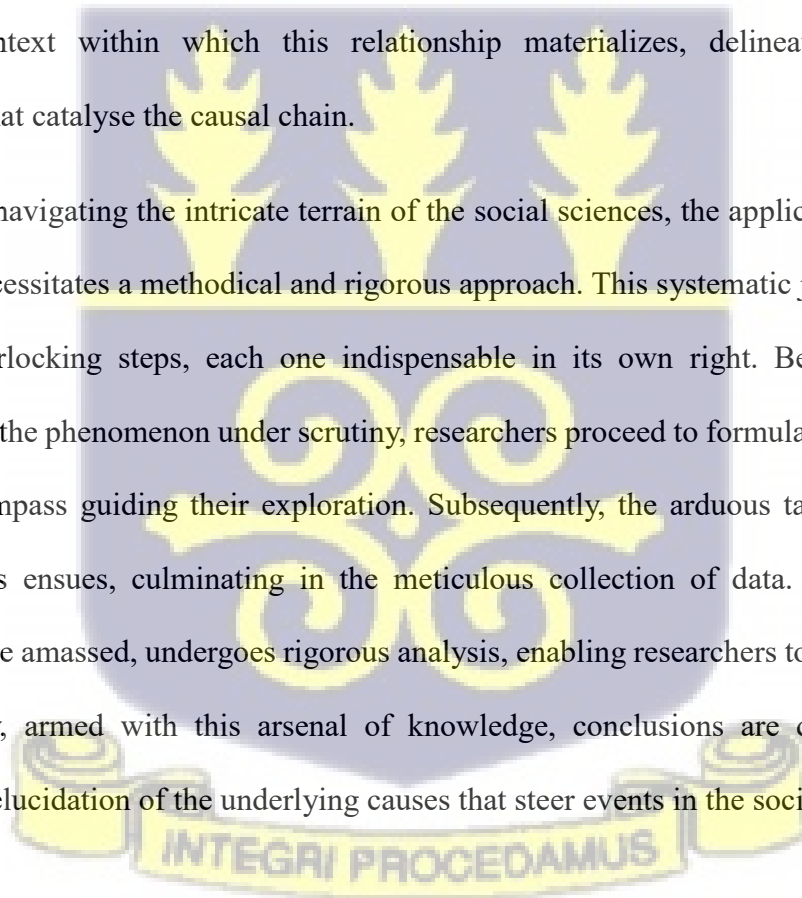 ntext within which this relationship materializes, delinea
at catalyse the causal chain.
navigating the intricate terrain of the social sciences, the applic
cessitates a methodical and rigorous approach. This systematic
rlocking steps, each one indispensable in its own right. Be
the phenomenon under scrutiny, researchers proceed to formula
mpass guiding their exploration. Subsequently, the arduous ta
s ensues, culminating in the meticulous collection of data.
e amassed, undergoes rigorous analysis, enabling researchers to
, armed with this arsenal of knowledge, conclusions are
elucidation of the underlying causes that steer events in the soci
INTEGRI PROCEDAMUS